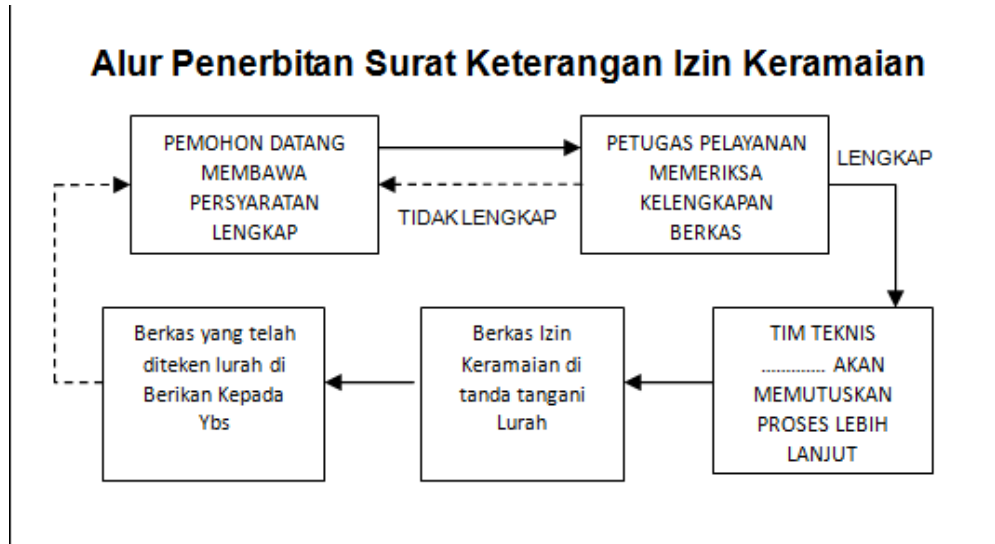 Alur Penerbitan Surat Keterangan Izin Keramaian
PEMOHON DATANG
MEMBAWA
PERSYARATAN
LENGKAP
TIDAK LENGKAP
PETUGAS PELAYANAN
MEMERIKSA
KELENGKAPAN
BERKAS
LENGKAP
TIM TEKNIS
.............. AKAN
MEMUTUSKAN
PROSES LEBIH
LANJUT
Berkas Izin
Keramaian di
tanda tangani
Lurah
Berkas yang telah
diteken lurah di
Berikan Kepada
Ybs